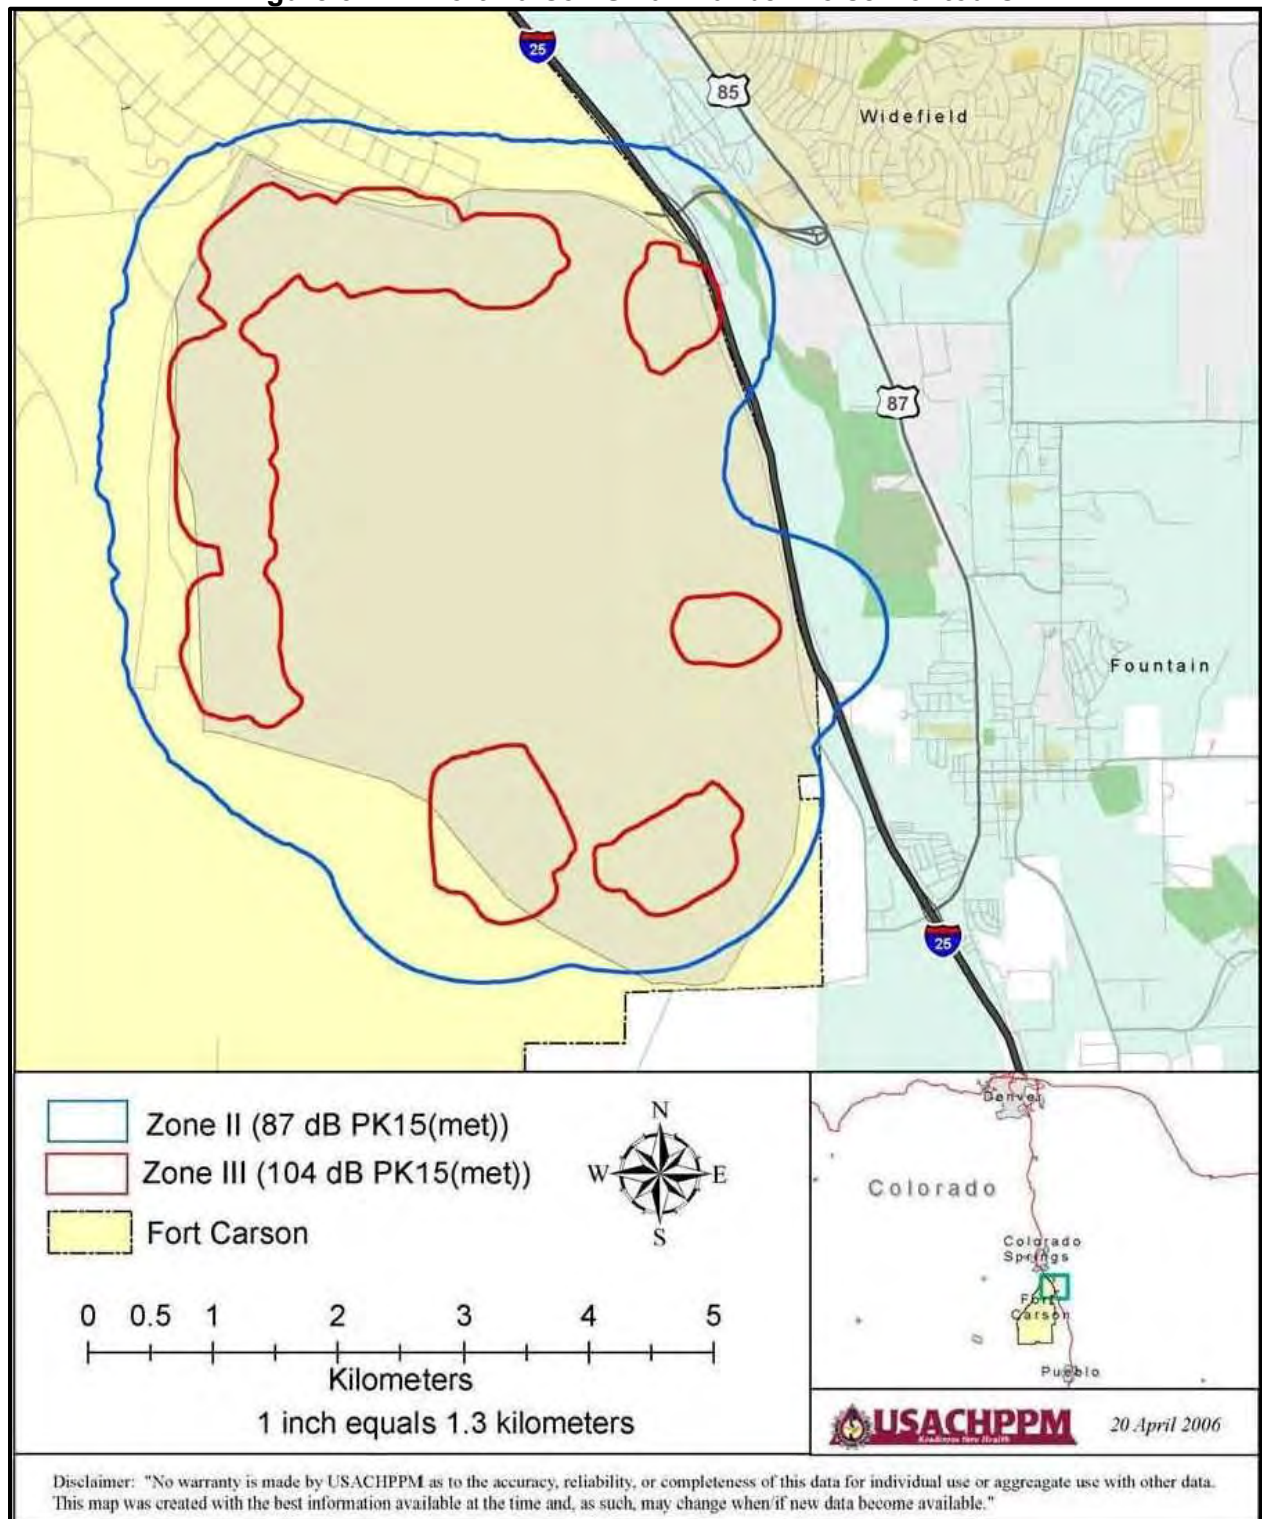 25
85
Widefield
87
Fountain
25
Zone II (87 dB PK15(met))
Zone III (104 dB PK15(met))
Fort Carson
N
W E
S
0 0.5 1 2 3 4 5
Kilometers
1 inch equals 1.3 kilometers
Denver
Colorado
Colorado
Springs
Fort
Carson
Pueblo
USACHPPM
Readiness thru Health
20 April 2006
Disclaimer: "No warranty is made by USACHPPM as to the accuracy, reliability, or completeness of this data for individual use or aggreagate use with other data.
This map was created with the best information available at the time and, as such, may change when/if new data become available."